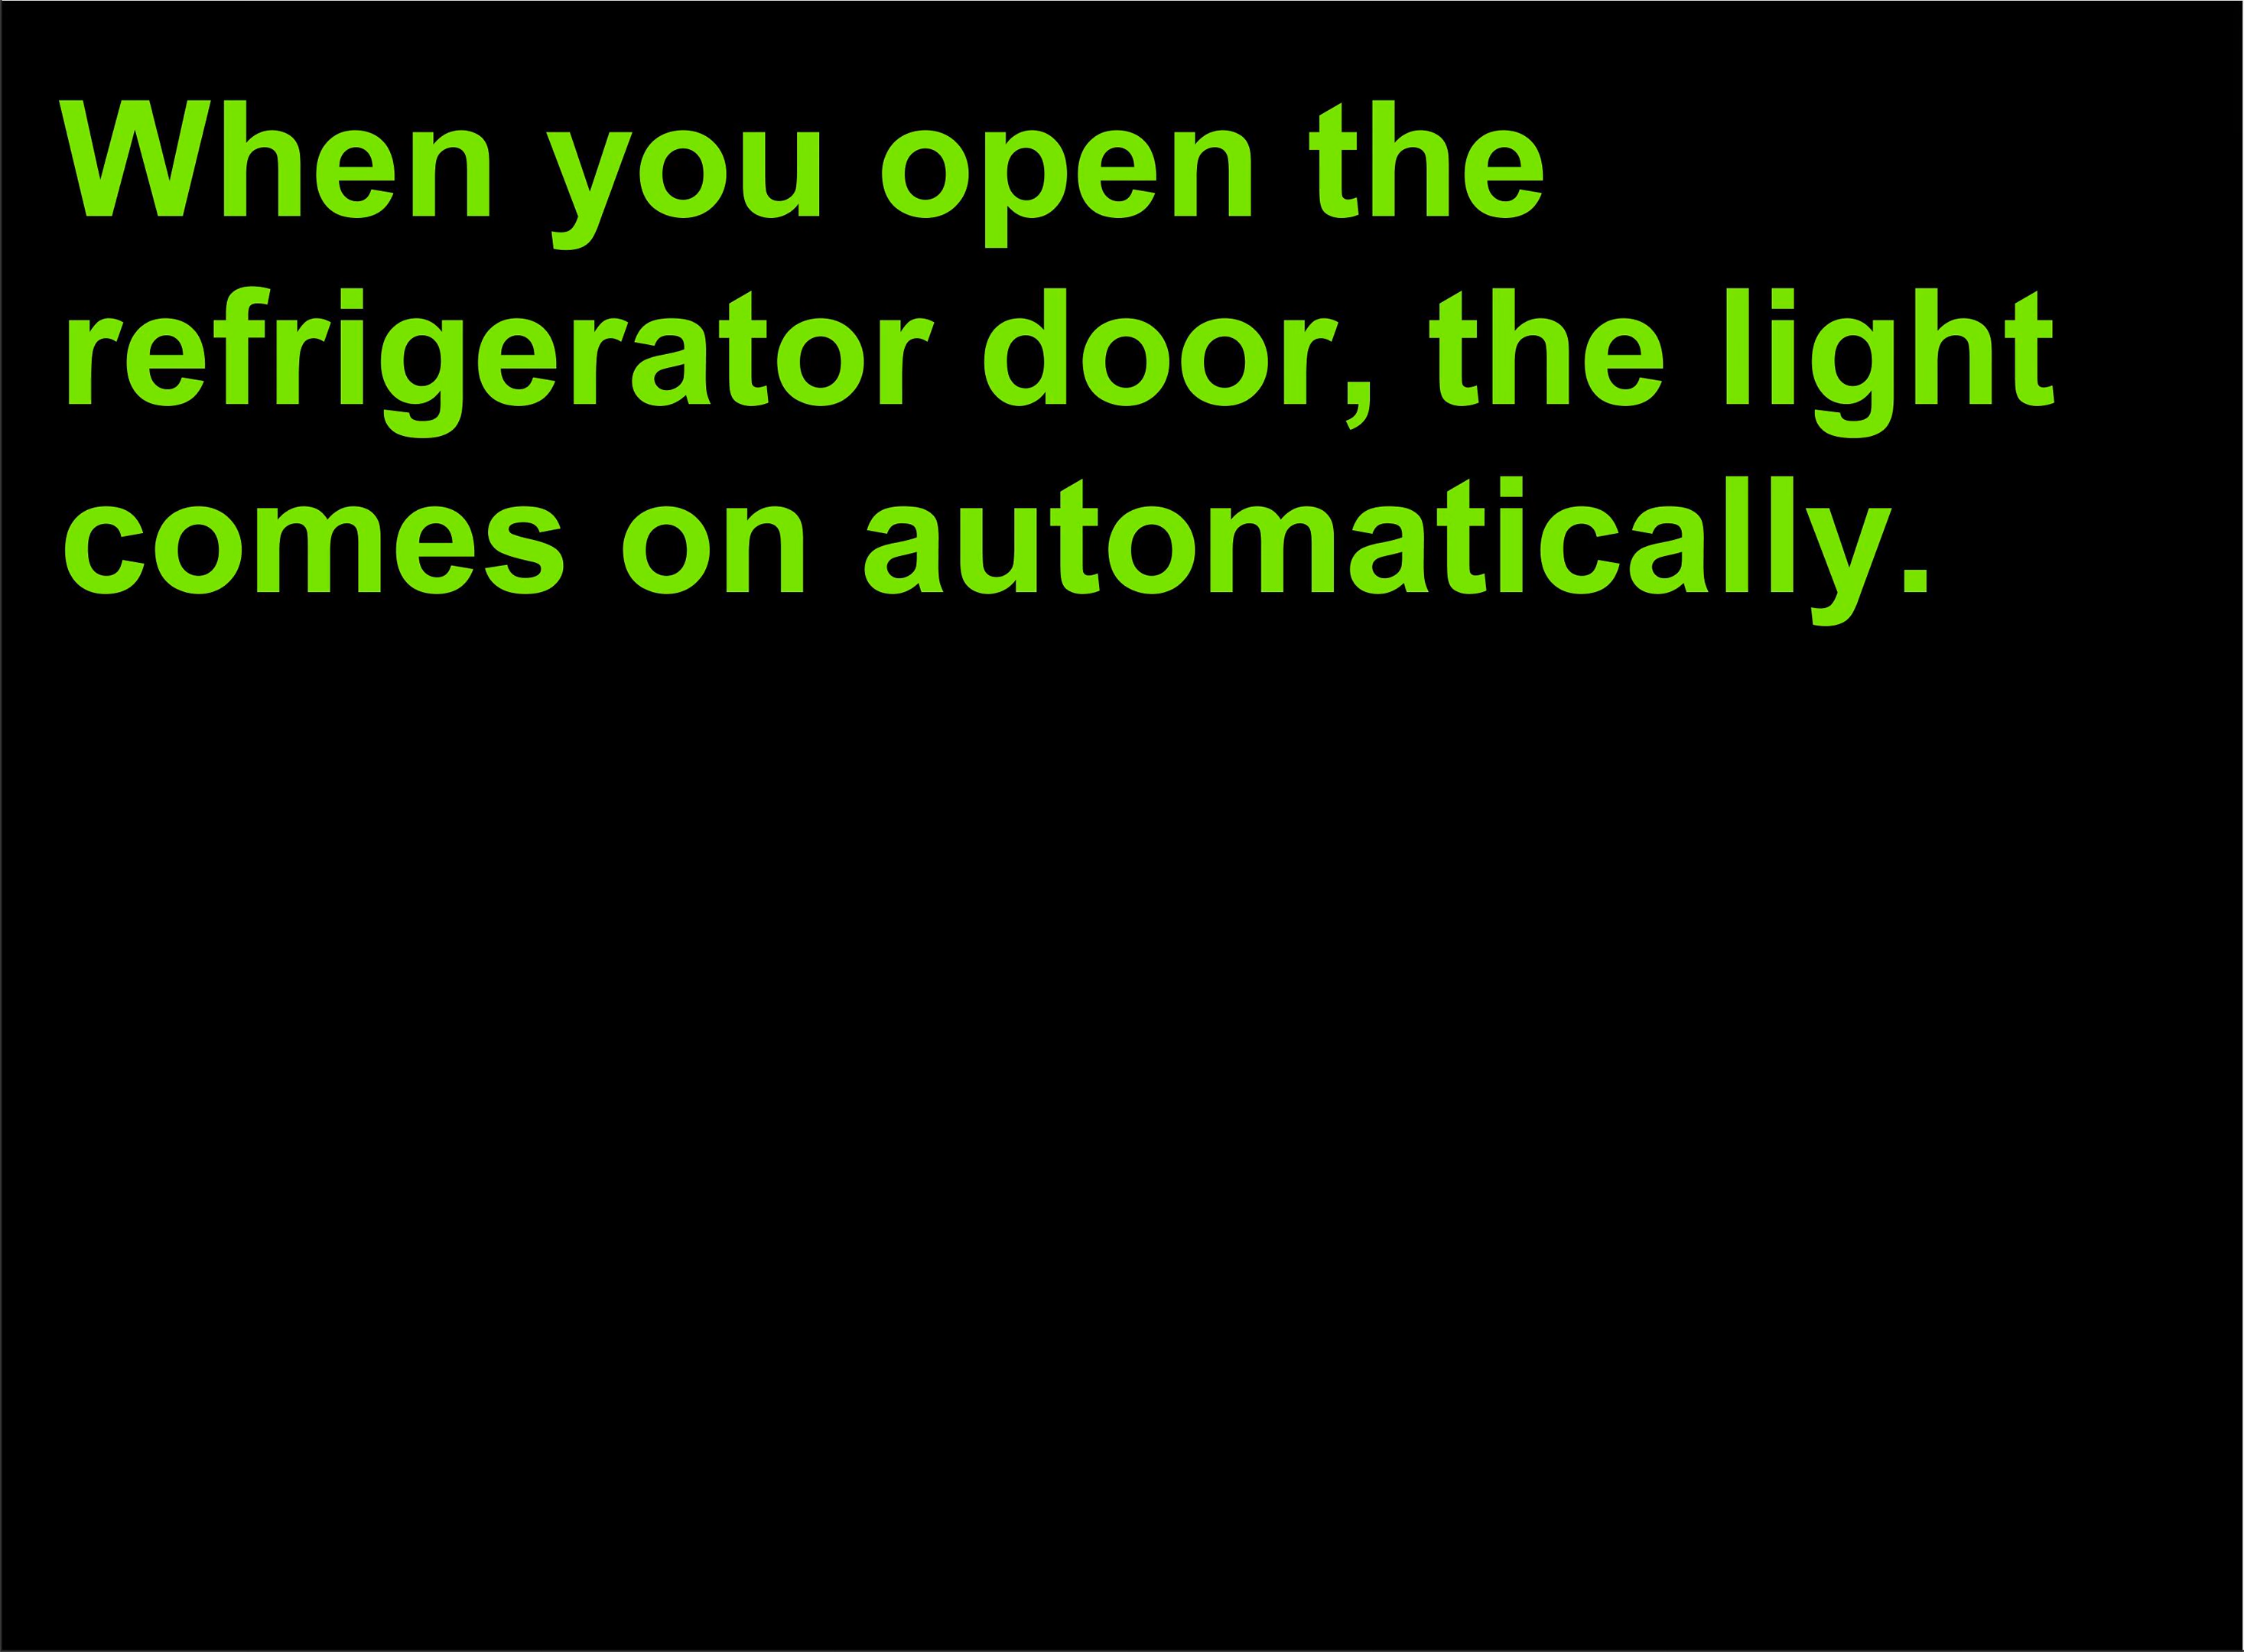 When you open the
refrigerator door, the light
comes on automatically.